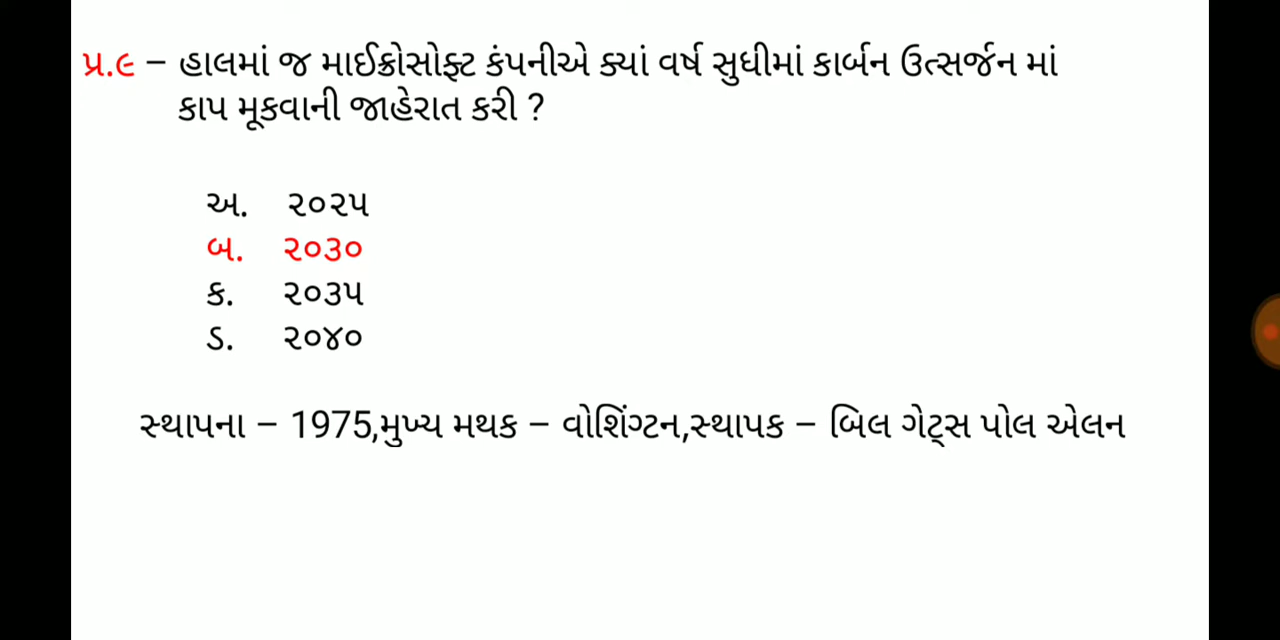 પ્ર.૯ – હાલમાં જ માઈક્રોસોફ્ટ કંપનીએ ક્યાં વર્ષ સુધીમાં કાર્બન ઉત્સર્જન માં
કાપ મૂકવાની જાહેરાત કરી ?
અ. ૨૦૨૫
બ. ૨૦૩૦
ક. ૨૦૩૫
ડ. ૨૦૪૦
સ્થાપના – 1975,મુખ્ય મથક – વોશિંગ્ટન,સ્થાપક – બિલ ગેટ્સ પોલ એલન